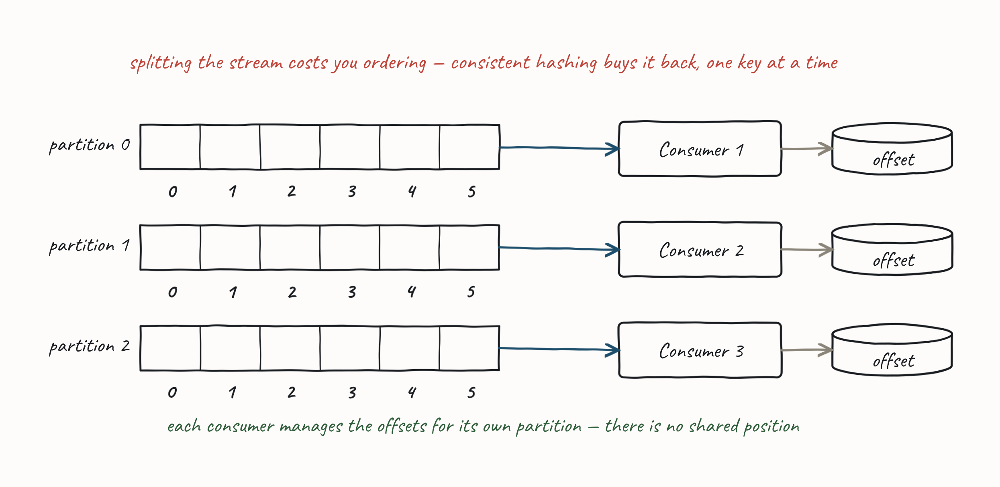 splitting the stream costs you ordering — consistent hashing buys it back, one key at a time
partition 0
Consumer 1
offset
0 1 2 3 4 5
partition 1
Consumer 2
offset
0 1 2 3 4 5
partition 2
Consumer 3
offset
0 1 2 3 4 5
each consumer manages the offsets for its own partition — there is no shared position